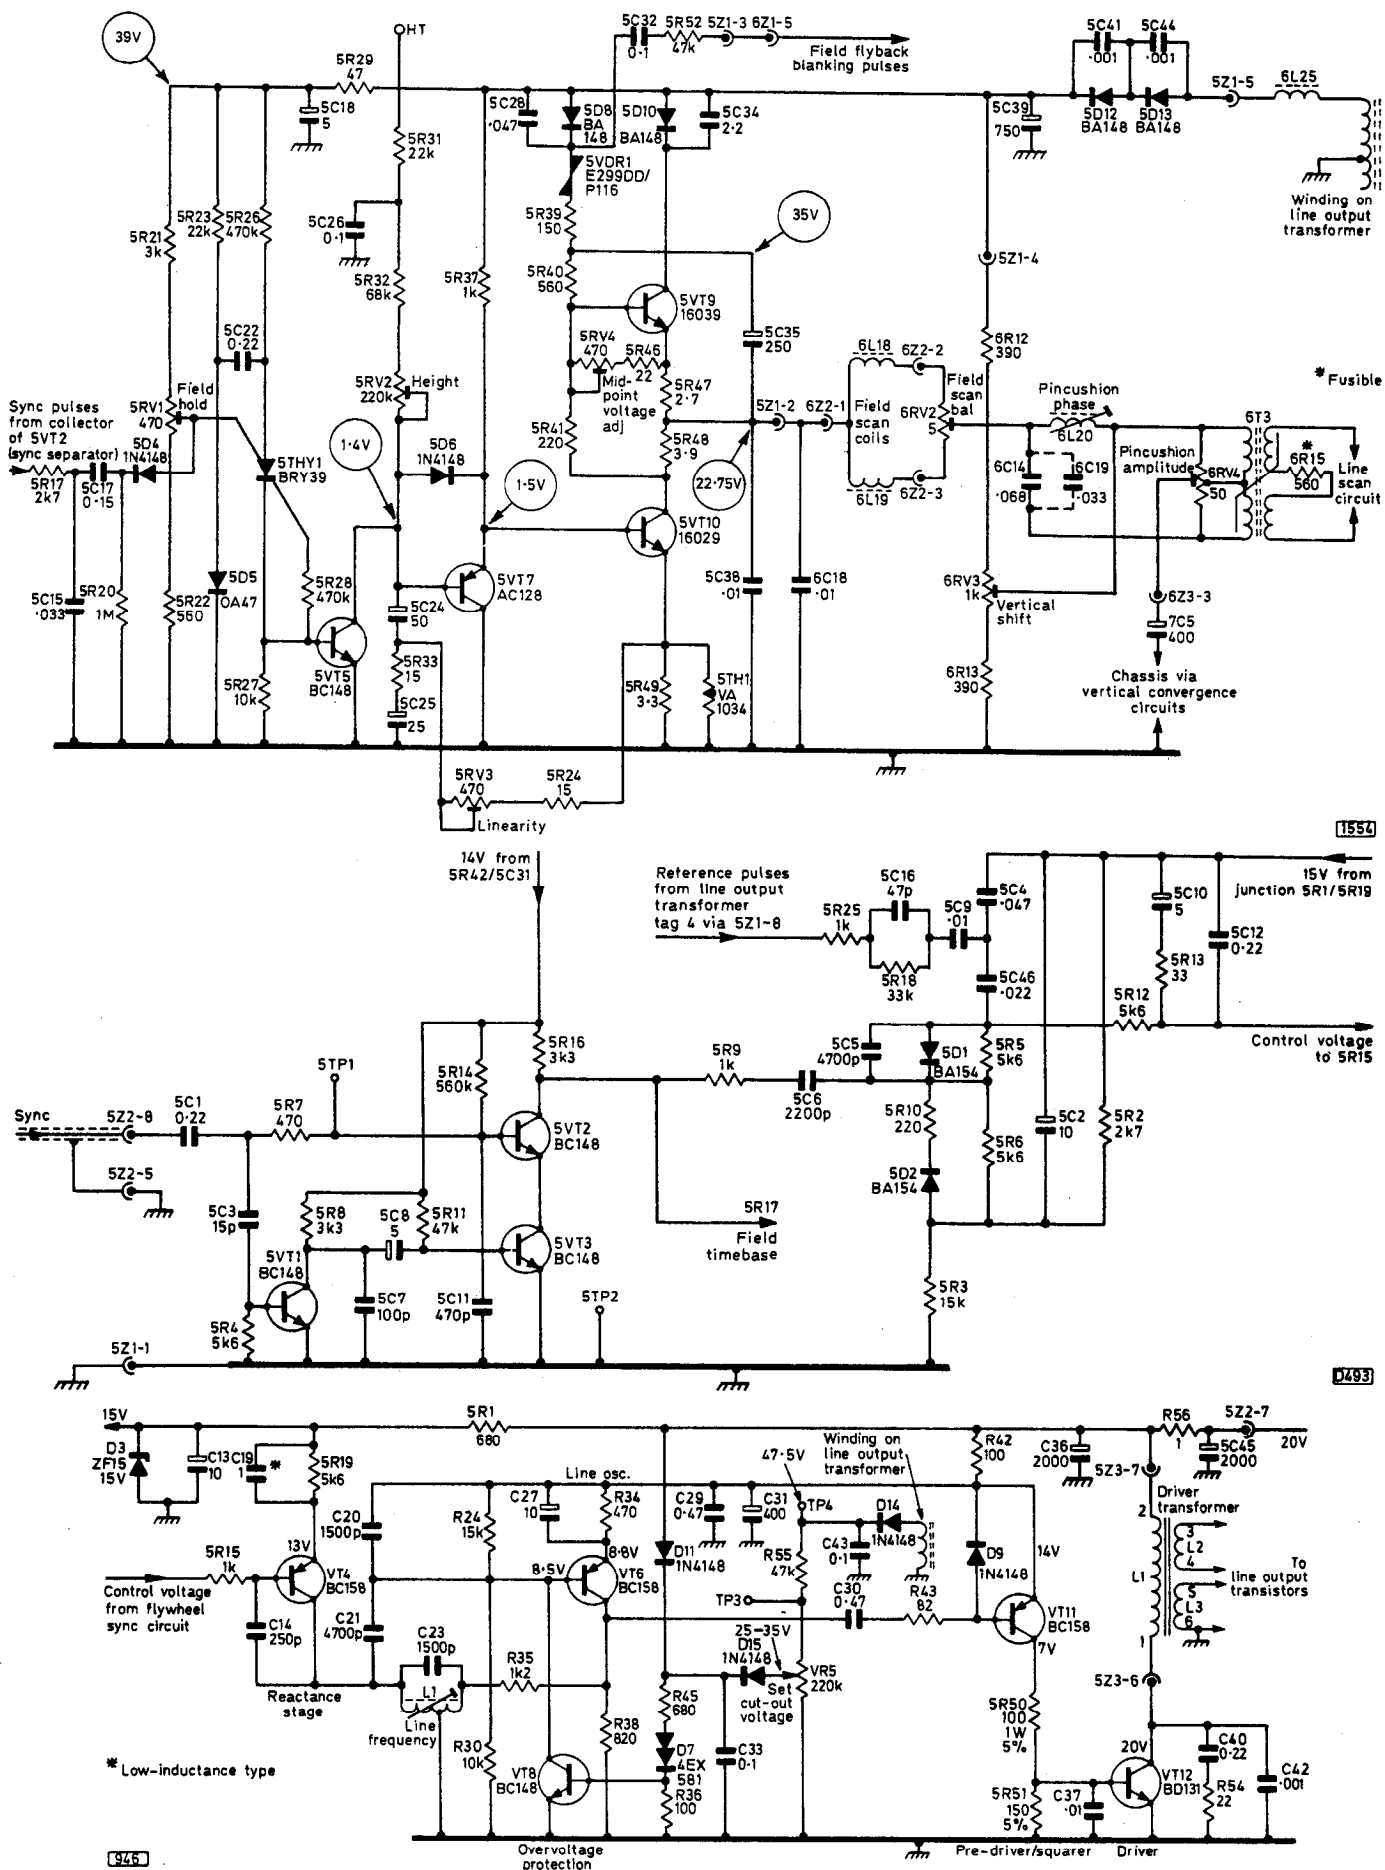 39V
HT
5R29
47
5C18
5
5R31
22k
5C26
0·1
5R21
3k
5R23
22k
5R26
470k
5R32
68k
5R37
1k
5C22
0·22
5RV2
220k
Height
Field
hold
5RV1
470
Sync pulses
from collector
of 5VT2
(sync separator)
5D4
1N4148
5R17
2k7
5C17
0·15
5THY1
BRY39
1·4V
5D6
1N4148
1·5V
5C15
·033
5R20
1M
5R22
560
5D5
OA47
5R28
470k
5R27
10k
5VT5
BC148
5C24
50
5R33
15
5C25
25
5VT7
AC128
5RV3
470
Linearity
5R24
15
5C32
0·1
5R52
47k
5Z1-3
6Z1-5
Field flyback
blanking pulses
5C28
·047
5D8
BA
148
5D10
BA148
5C34
2·2
5VDR1
E299DD/
P116
5R39
150
35V
5R40
560
5VT9
16039
5RV4
470
5R46
22
Mid-
point
voltage
adj
5R47
2·7
5C35
250
5R41
220
5R48
3·9
22·75V
5Z1-2
6Z2-1
5VT10
16029
5C38
·01
6C18
·01
5R49
3·3
5TH1
VA
1034
6L18
6Z2-2
Field
scan
coils
6L19
6Z2-3
Field
scan
bal
6RV2
5
5C39
750
5C41
·001
5C44
·001
5D12
BA148
5D13
BA148
5Z1-5
6L25
Winding on
line output
transformer
5Z1-4
6R12
390
Pincushion
phase
6L20
6C14
·068
6C19
·033
Pincushion
amplitude
6RV4
50
6T3
*
6R15
560
* Fusible
Line
scan
circuit
6RV3
1k
Vertical
shift
6R13
390
6Z3-3
7C5
400
Chassis via
vertical convergence
circuits
1554
14V from
5R42/5C31
Reference pulses
from line output
transformer
tag 4 via 5Z1-8
5R25
1k
5C16
47p
5R18
33k
5C9
·01
5C4
·047
5C46
·022
15V from
junction 5R1/5R19
5C10
5
5R13
33
5C12
0·22
5R12
5k6
Control voltage
to 5R15
5R16
3k3
5R14
560k
5TP1
Sync
5Z2-8
5C1
0·22
5R7
470
5Z2-5
5C3
15p
5R8
3k3
5C8
5
5R11
47k
5VT1
BC148
5R4
5k6
5C7
100p
5C11
470p
5VT2
BC148
5VT3
BC148
5TP2
5Z1-1
5R9
1k
5C6
2200p
5C5
4700p
5D1
BA154
5R5
5k6
5R10
220
5R6
5k6
5D2
BA154
5C2
10
5R2
2k7
5R17
Field
timebase
5R3
15k
D493
15V
D3
ZF15
15V
C13
10
C19
1
*
5R19
5k6
5R1
680
5R15
1k
Control voltage
from flywheel
sync circuit
C14
250p
13V
VT4
BC158
Reactance
stage
C20
1500p
C21
4700p
C23
1500p
L1
Line
frequency
R24
15k
R30
10k
Line osc.
C27
10
R34
470
8·8V
8·5V
VT6
BC158
R35
1k2
R38
820
VT8
BC148
Overvoltage
protection
D11
1N4148
C29
0·47
C31
400
R45
680
D7
4EX
581
R36
100
C33
0·1
47·5V
TP4
R55
47k
TP3
25-35V
D15
1N4148
Set
cut-out
voltage
VR5
220k
Winding on
line output
transformer
D14
1N4148
C43
0·1
C30
0·47
R43
82
R42
100
D9
1N4148
14V
VT11
BC158
7V
5R50
100
1W
5%
5R51
150
5%
C37
·01
Pre-driver/squarer
C36
2000
R56
1
5C45
2000
5Z2-7
20V
5Z3-7
Driver
transformer
2
L1
1
3
L2
4
5
L3
6
To
line output
transistors
5Z3-6
20V
VT12
BD131
Driver
C40
0·22
R54
22
C42
·001
* Low-inductance type
946